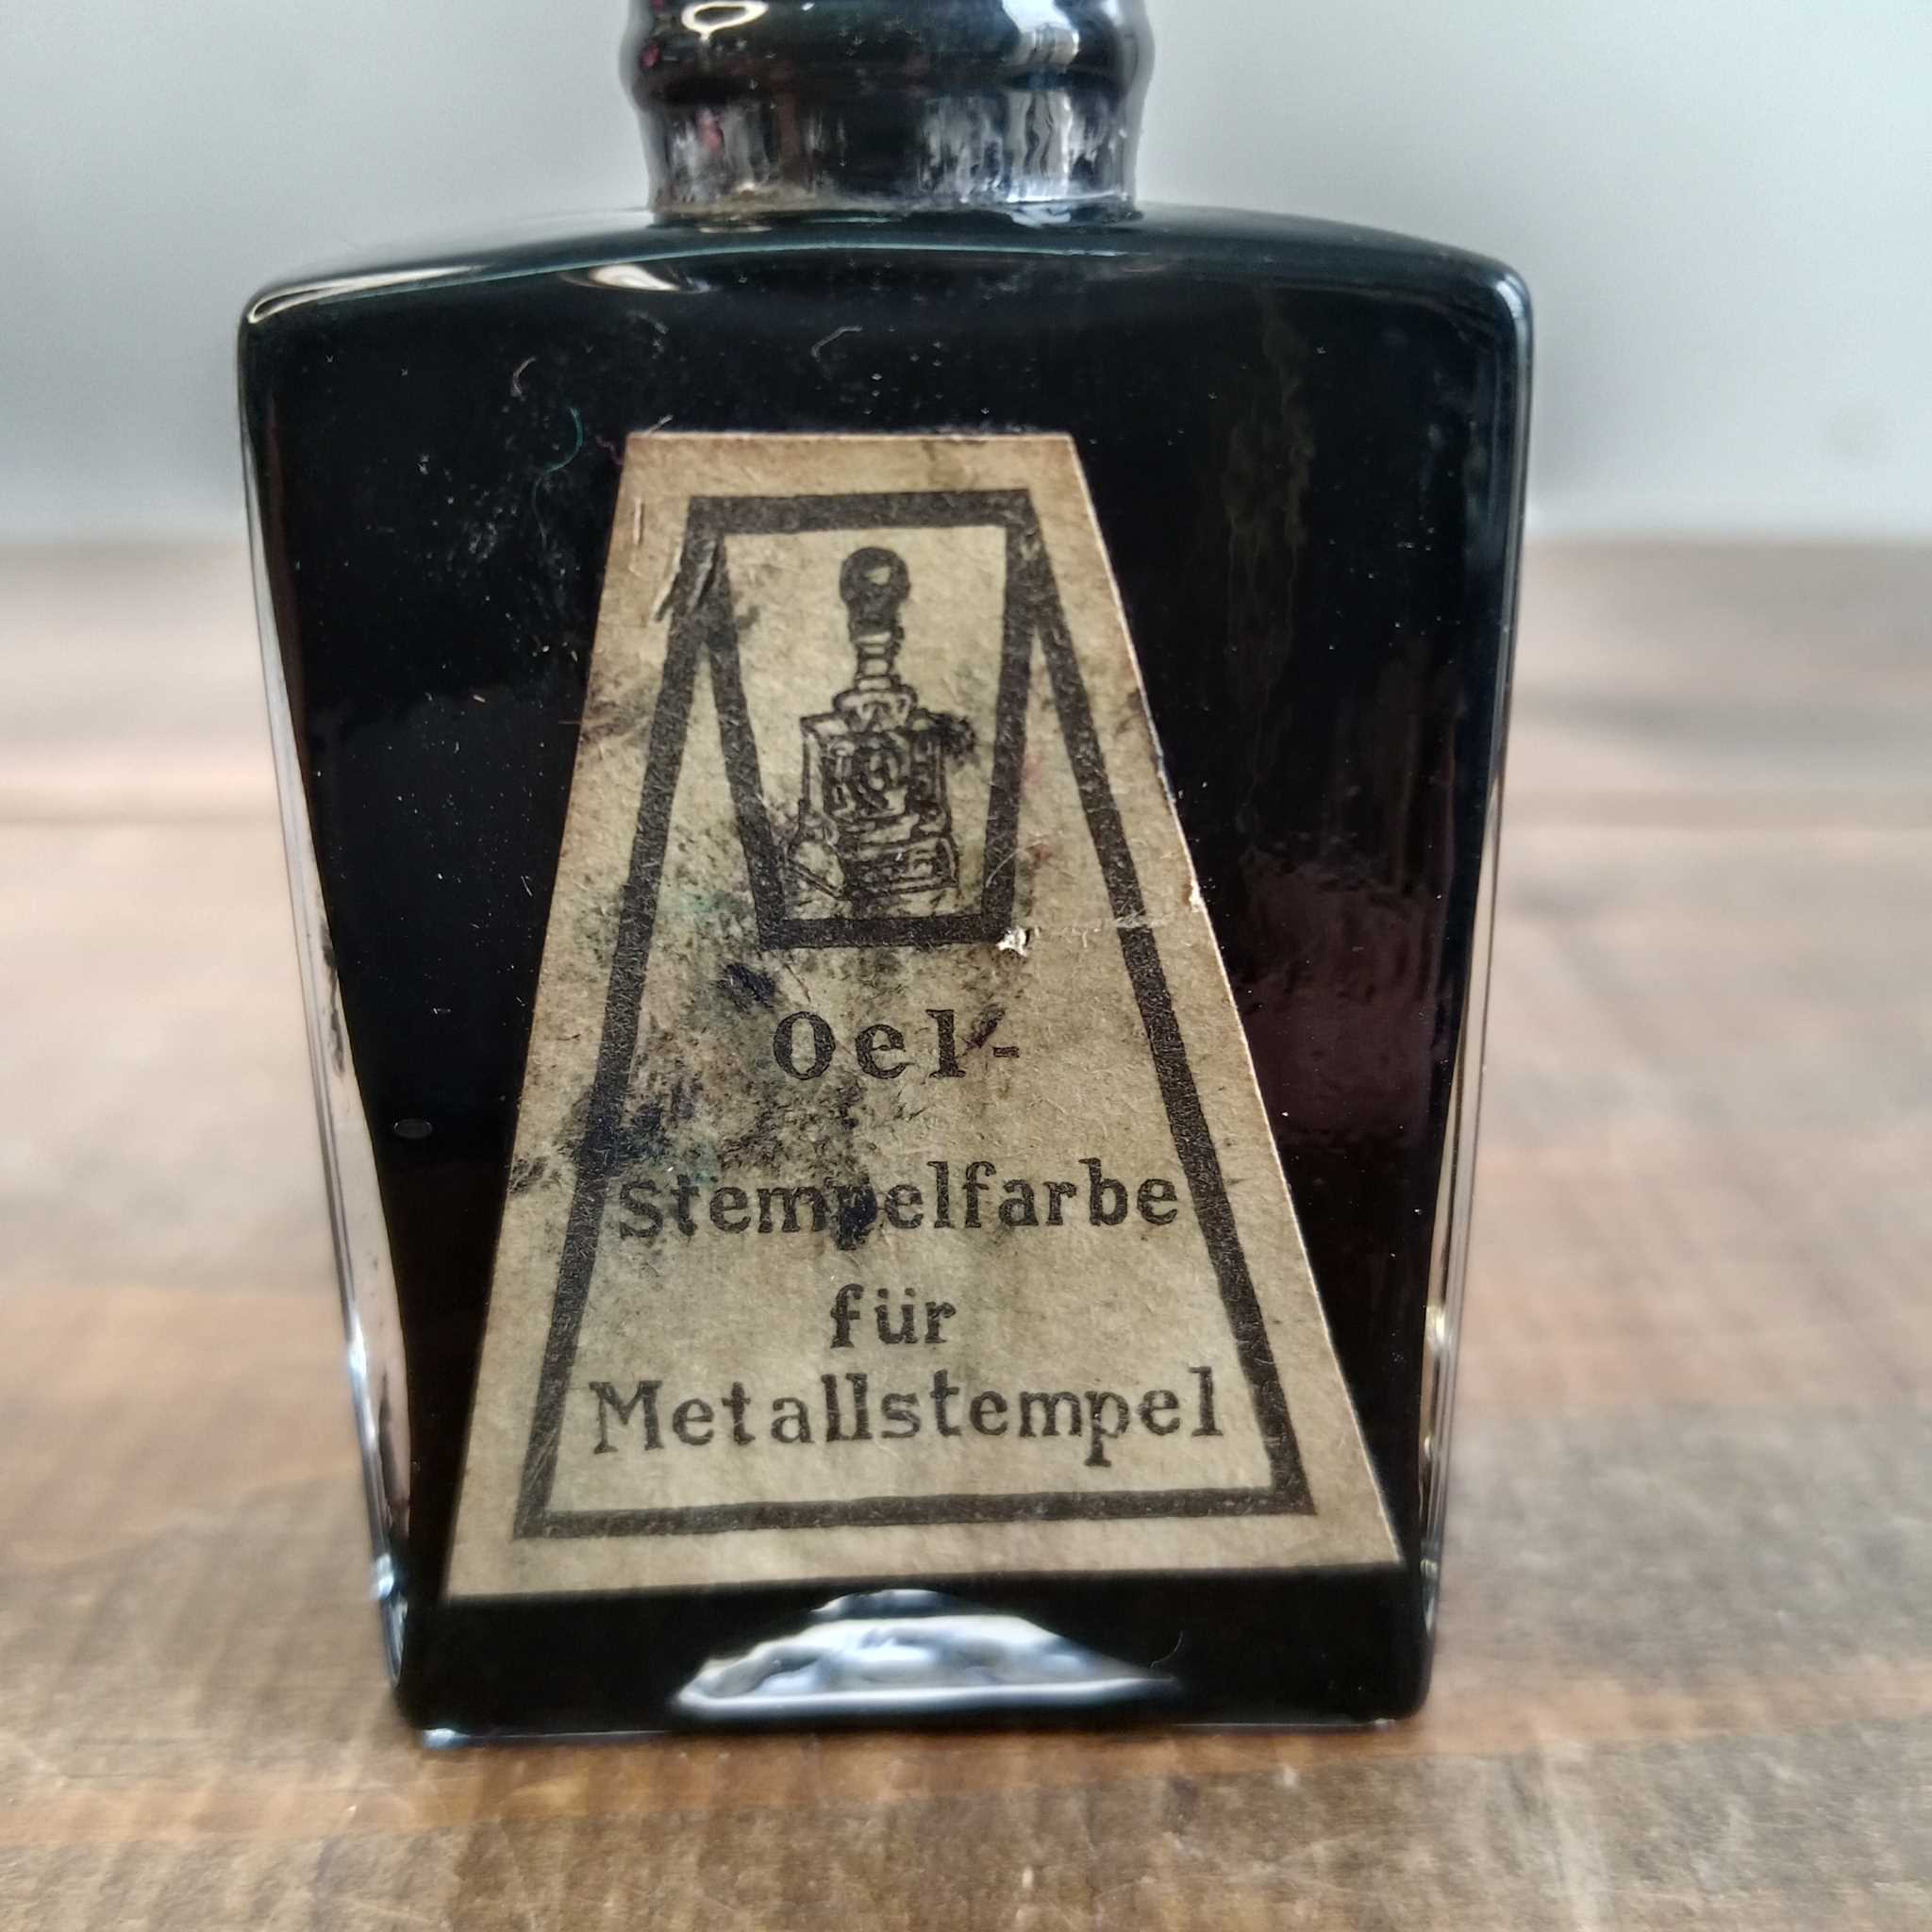 Oel-
Stempelfarbe
für
Metallstempel